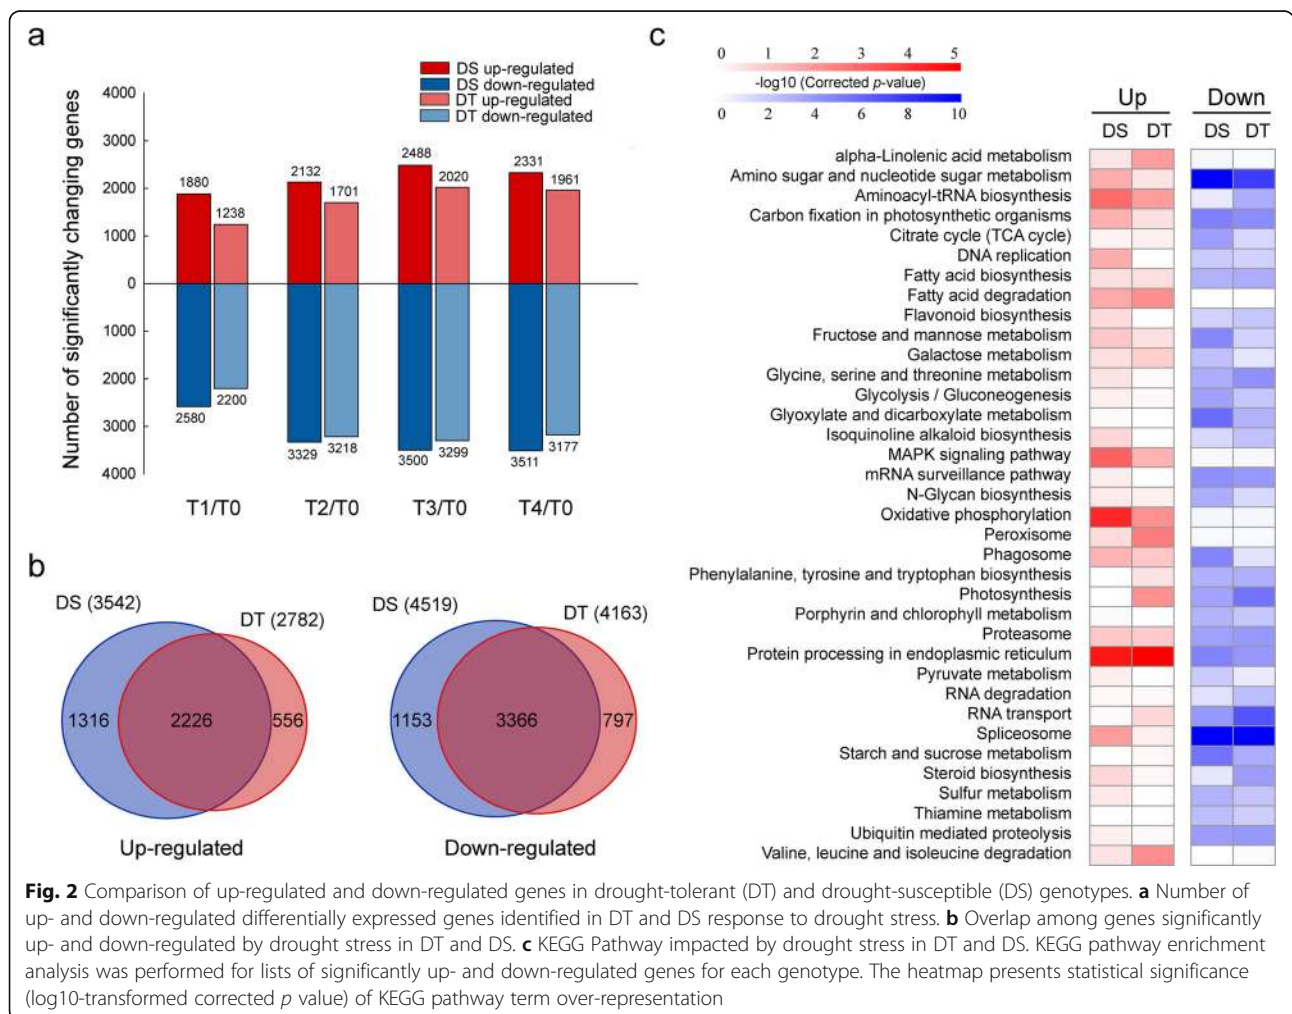 a
DS up-regulated
DS down-regulated
DT up-regulated
DT down-regulated
Number of significantly changing genes
4000
3000
2000
1000
0
1000
2000
3000
4000
1880
1238
2132
1701
2488
2020
2331
1961
2580
2200
3329
3218
3500
3299
3511
3177
T1/T0
T2/T0
T3/T0
T4/T0
b
DS (3542)
DT (2782)
1316
2226
556
Up-regulated
DS (4519)
DT (4163)
1153
3366
797
Down-regulated
c
0 1 2 3 4 5
-log10 (Corrected p-value)
0 2 4 6 8 10
Up
Down
DS DT
DS DT
alpha-Linolenic acid metabolism
Amino sugar and nucleotide sugar metabolism
Aminoacyl-tRNA biosynthesis
Carbon fixation in photosynthetic organisms
Citrate cycle (TCA cycle)
DNA replication
Fatty acid biosynthesis
Fatty acid degradation
Flavonoid biosynthesis
Fructose and mannose metabolism
Galactose metabolism
Glycine, serine and threonine metabolism
Glycolysis / Gluconeogenesis
Glyoxylate and dicarboxylate metabolism
Isoquinoline alkaloid biosynthesis
MAPK signaling pathway
mRNA surveillance pathway
N-Glycan biosynthesis
Oxidative phosphorylation
Peroxisome
Phagosome
Phenylalanine, tyrosine and tryptophan biosynthesis
Photosynthesis
Porphyrin and chlorophyll metabolism
Proteasome
Protein processing in endoplasmic reticulum
Pyruvate metabolism
RNA degradation
RNA transport
Spliceosome
Starch and sucrose metabolism
Steroid biosynthesis
Sulfur metabolism
Thiamine metabolism
Ubiquitin mediated proteolysis
Valine, leucine and isoleucine degradation
Fig. 2 Comparison of up-regulated and down-regulated genes in drought-tolerant (DT) and drought-susceptible (DS) genotypes. a Number of
up- and down-regulated differentially expressed genes identified in DT and DS response to drought stress. b Overlap among genes significantly
up- and down-regulated by drought stress in DT and DS. c KEGG Pathway impacted by drought stress in DT and DS. KEGG pathway enrichment
analysis was performed for lists of significantly up- and down-regulated genes for each genotype. The heatmap presents statistical significance
(log10-transformed corrected p value) of KEGG pathway term over-representation